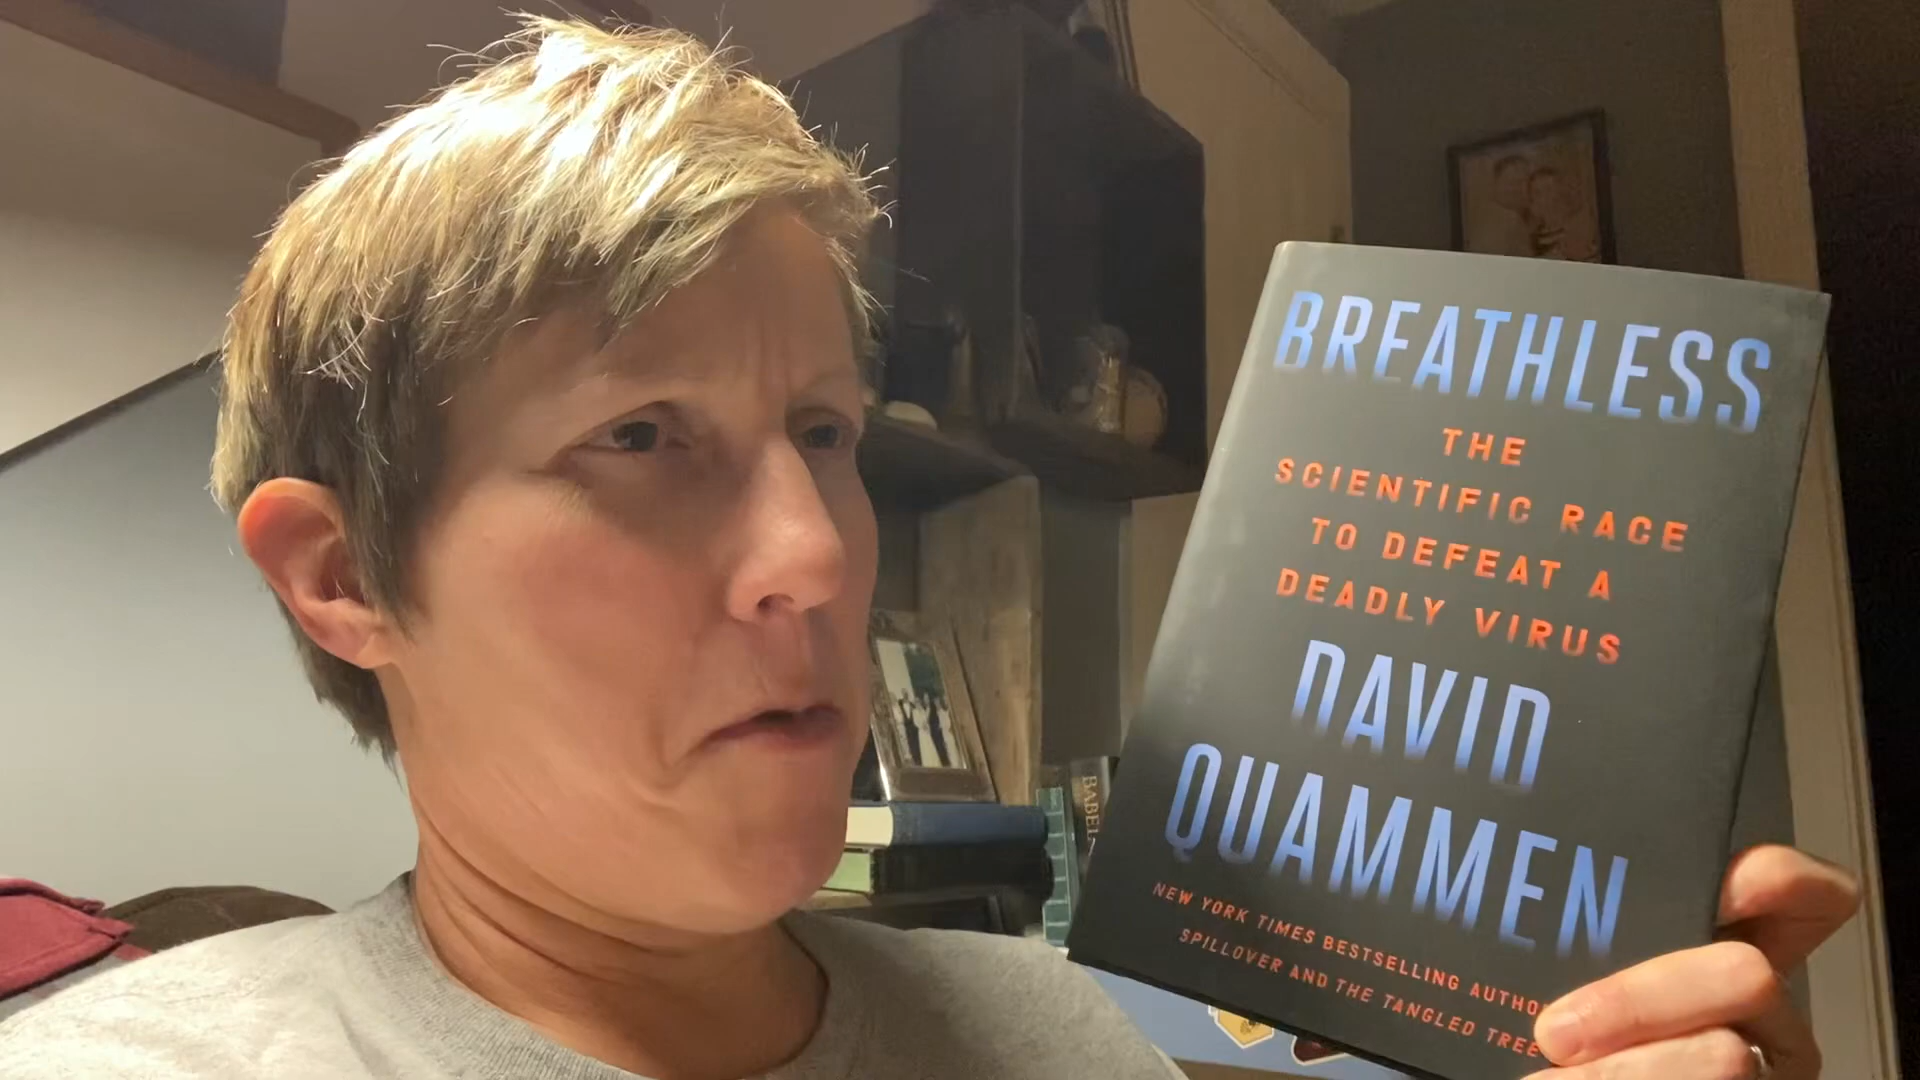 BREATHLESS
THE
SCIENTIFIC RACE
TO DEFEAT A
DEADLY VIRUS
DAVID
QUAMMEN
NEW YORK TIMES BESTSELLING
SPILLOVER AND THE TANGLED TREE
BABEL